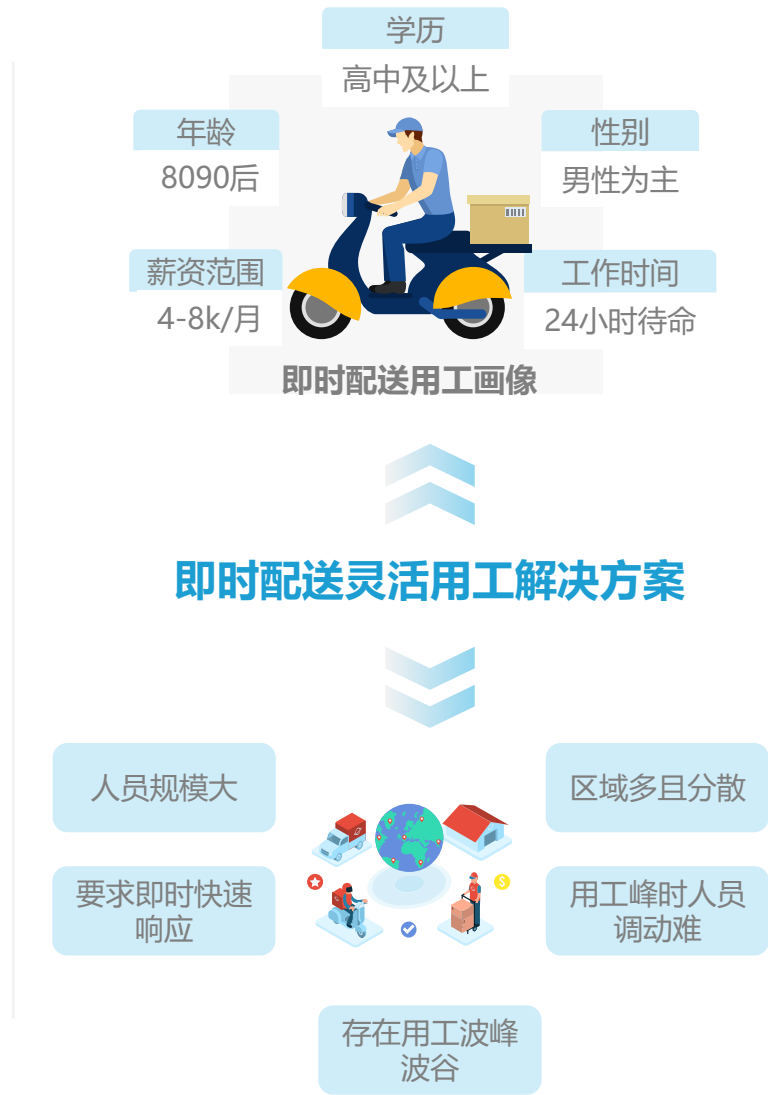 学历
高中及以上
年龄
8090后
性别
男性为主
薪资范围
4-8k/月
工作时间
24小时待命
即时配送用工画像
即时配送灵活用工解决方案
人员规模大
区域多且分散
要求即时快速
响应
用工峰时人员
调动难
存在用工波峰
波谷